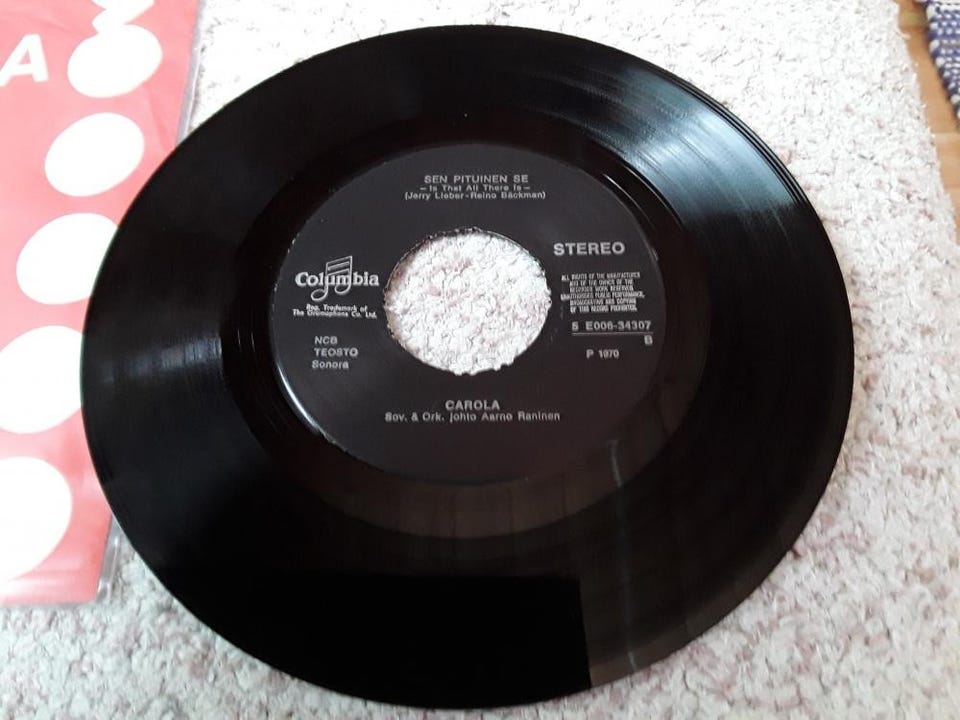 A
SEN PITUINEN SE
— Is That All There Is —
(Jerry Lieber - Reino Bäckman)
STEREO
Columbia
Reg. Trademark of
The Gramophone Co. Ltd.
ALL RIGHTS OF THE MANUFACTURER
AND OF THE OWNER OF THE
RECORDED WORK RESERVED.
UNAUTHORISED PUBLIC PERFORMANCE,
BROADCASTING AND COPYING
OF THIS RECORD PROHIBITED.
5 E006-34307
B
P 1970
NCB
TEOSTO
Sonora
CAROLA
Sov. & Ork. johto Aarno Raninen